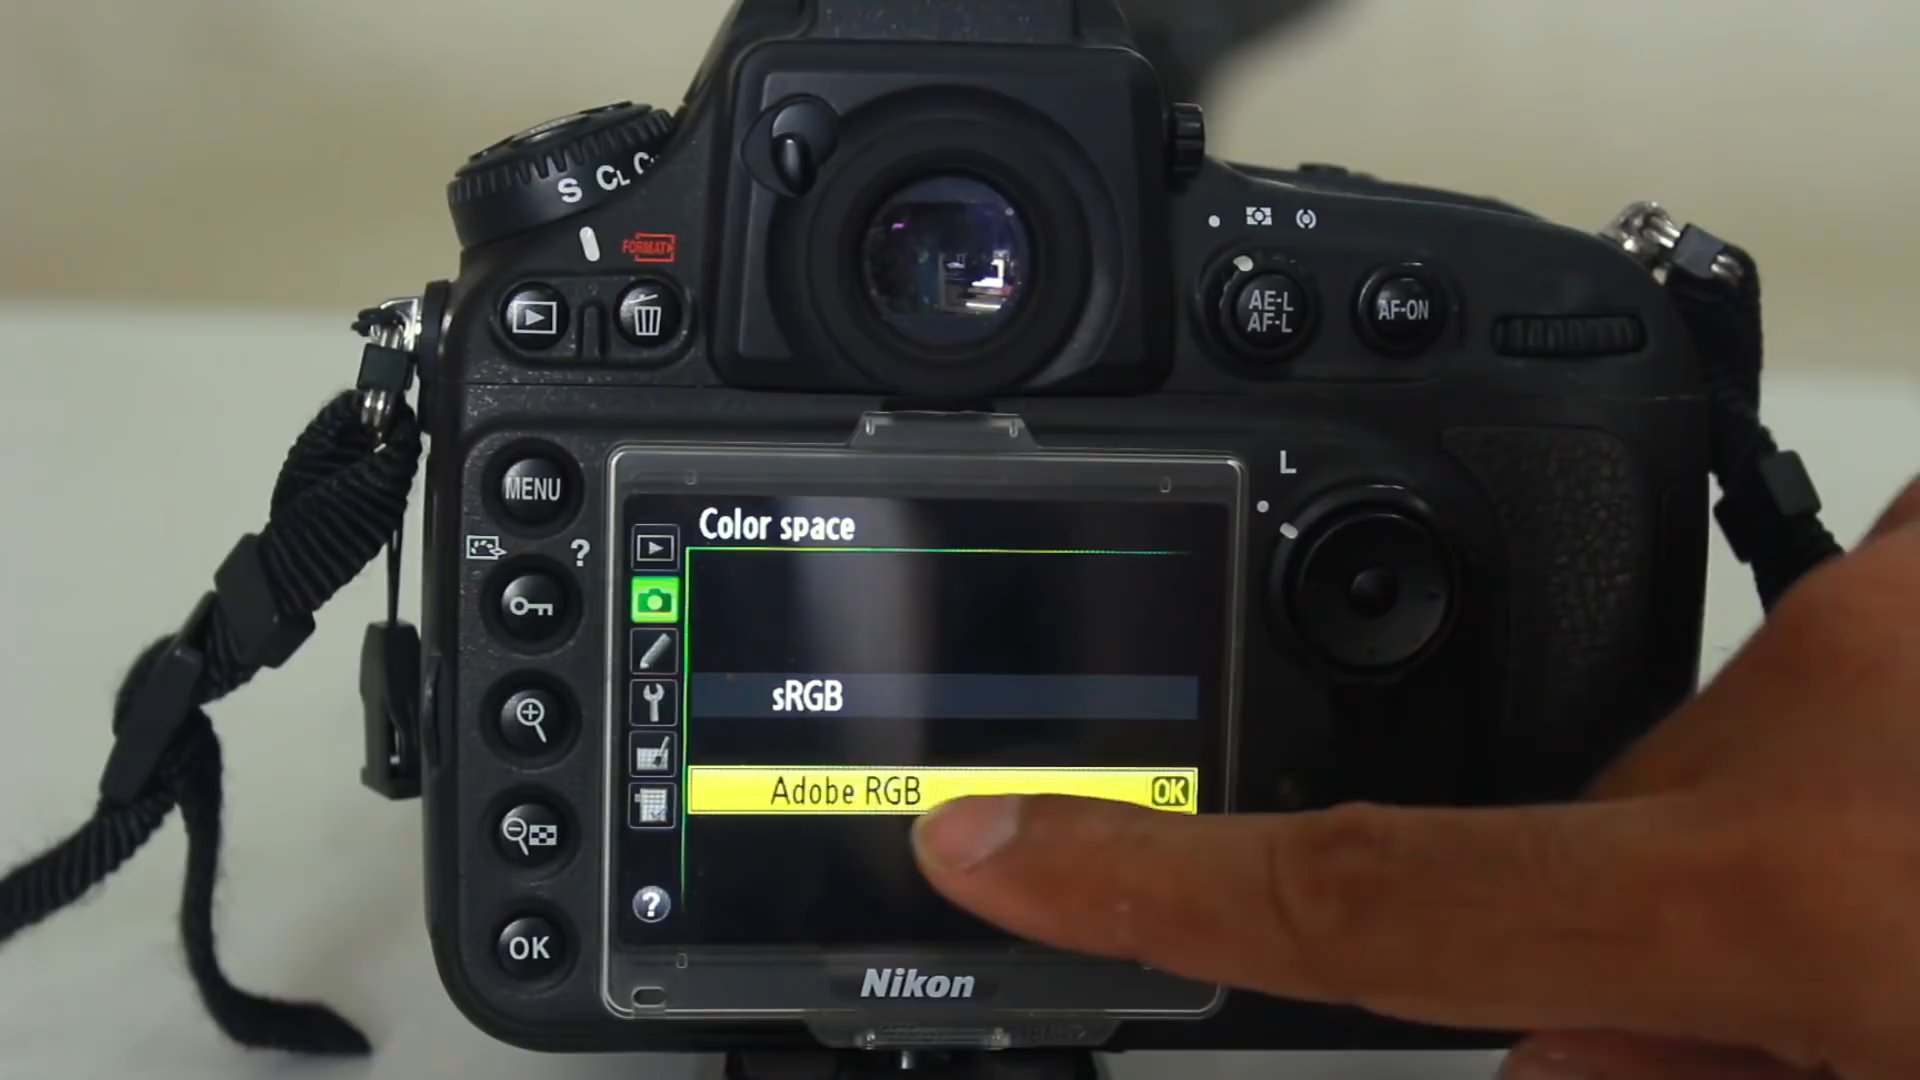 S CL
FORMAT
AE-L
AF-L
AF-ON
L
MENU
?
Color space
sRGB
Adobe RGB OK
?
OK
Nikon